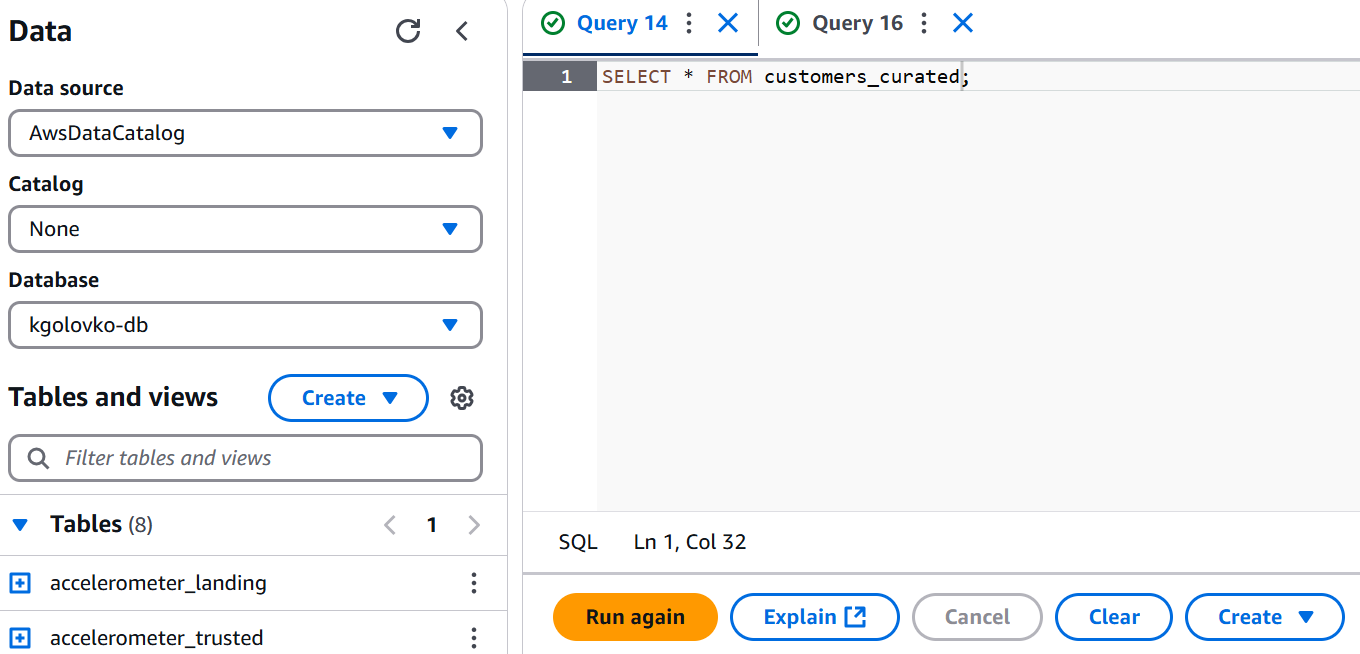 Data
Data source
AwsDataCatalog
Catalog
None
Database
kgolovko-db
Tables and views
Create
Filter tables and views
Tables (8)
1
accelerometer_landing
accelerometer_trusted
Query 14
Query 16
1
SELECT * FROM customers_curated;
SQL
Ln 1, Col 32
Run again
Explain
Cancel
Clear
Create